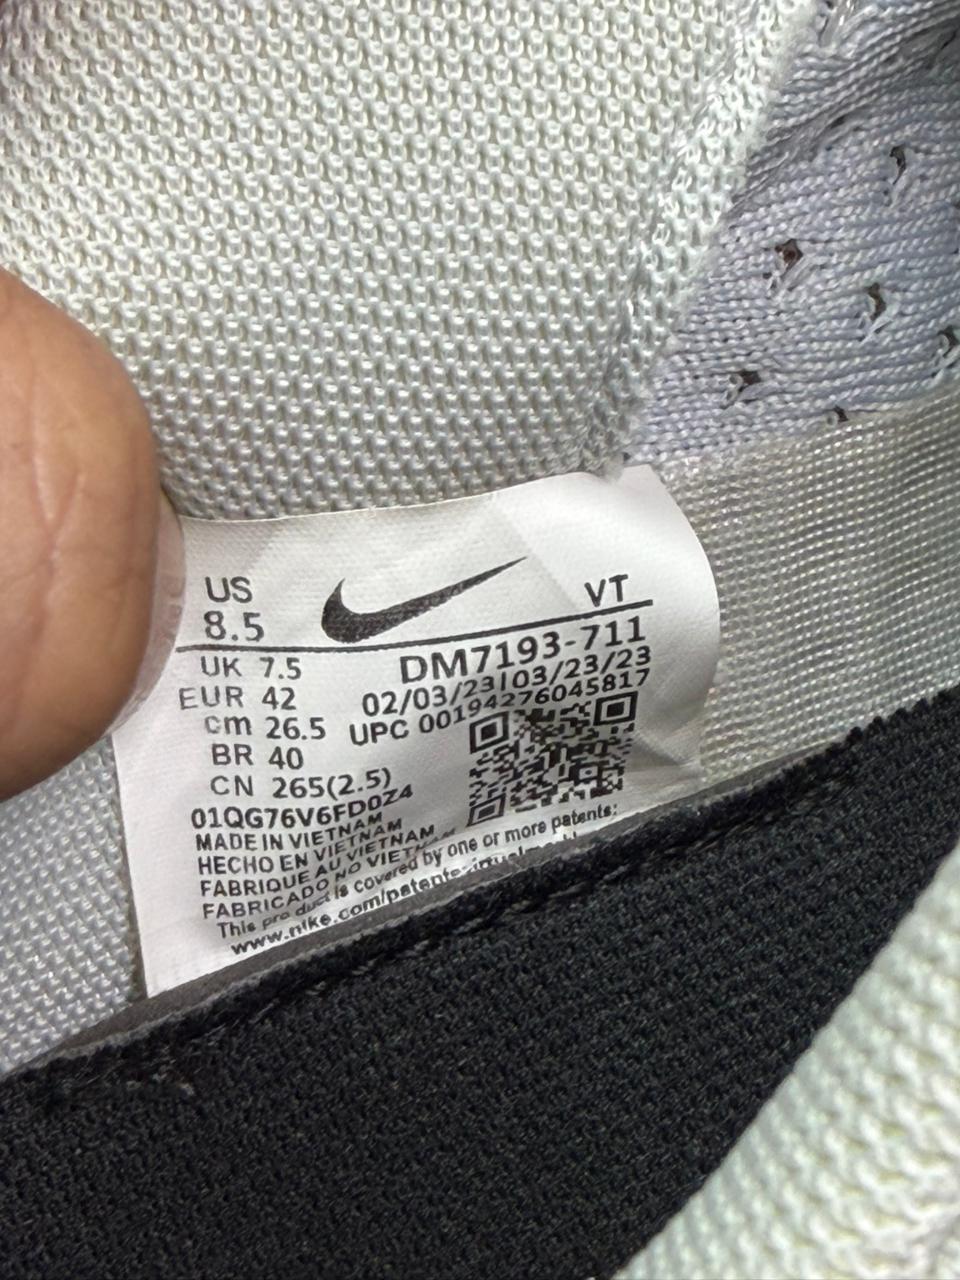 US
8.5
VT
UK 7.5
EUR 42
cm 26.5
BR 40
CN 265(2.5)
DM7193-711
02/03/23|03/23/23
UPC 00194276045817
01QG76V6FD0Z4
MADE IN VIETNAM
HECHO EN VIETNAM
FABRIQUE AU VIETNAM
FABRICADO NO VIETNAM
This product is covered by one or more patents:
www.nike.com/patents